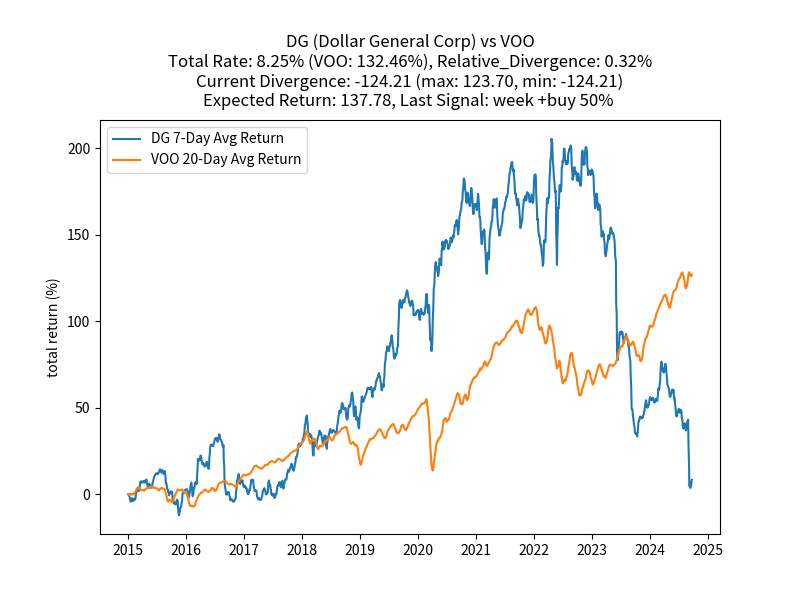 DG (Dollar General Corp) vs VOO
Total Rate: 8.25% (VOO: 132.46%), Relative_Divergence: 0.32%
Current Divergence: -124.21 (max: 123.70, min: -124.21)
Expected Return: 137.78, Last Signal: week +buy 50%
DG 7-Day Avg Return
VOO 20-Day Avg Return
total return (%)
200
150
100
50
0
2015 2016 2017 2018 2019 2020 2021 2022 2023 2024 2025